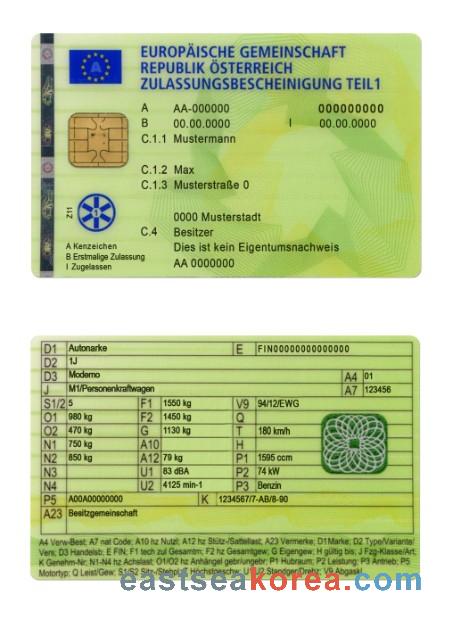 EUROPÄISCHE GEMEINSCHAFT
REPUBLIK ÖSTERREICH
ZULASSUNGSBESCHEINIGUNG TEIL1
A
A AA-000000 000000000
B 00.00.0000 I 00.00.0000
C.1.1 Mustermann
C.1.2 Max
C.1.3 Musterstraße 0
Z11
1
0000 Musterstadt
C.4 Besitzer
Dies ist kein Eigentumsnachweis
AA 0000000
A Kenzeichen
B Erstmalige Zulassung
I Zugelassen
D1 Autonarke E FIN00000000000000
D2 1J
D3 Moderno A4 01
J M1/Personenkraftwagen A7 123456
S1/2 5 F1 1550 kg V9 94/12/EWG
O1 980 kg F2 1450 kg Q
O2 470 kg G 1130 kg T 180 km/h
N1 750 kg A10 H
N2 850 kg A12 79 kg P1 1595 ccm
N3 U1 83 dBA P2 74 kW
N4 U2 4125 min-1 P3 Benzin
P5 A00A00000000 K 1234567/7-AB/8-90
A23 Besitzgemeinschaft
A4 Verw-Best; A7 nat Code; A10 hz Nutzl; A12 hz Stütz-/Sattellast; A23 Vermerke; D1Marke; D2 Type/Variante/
Vers; D3 Handelsb; E FIN; F1 tech zul Gesamtm; F2 hz Gesamtgew; G Eigengew; H gültig bis; J Fzg-Klasse/Art;
K Genehm-Nr; N1-N4 hz Achslast; O1/O2 hz Anhängel gebr/ungebr; P1 Hubraum; P2 Leistung; P3 Antrieb; P5
Motortyp; Q Leist/Gew; S1/S2 Sitz-/Stehpl; T Höchstgeschw; U1/U2 Standger/Drehz; V9 Abgaskl
eastseakorea.com